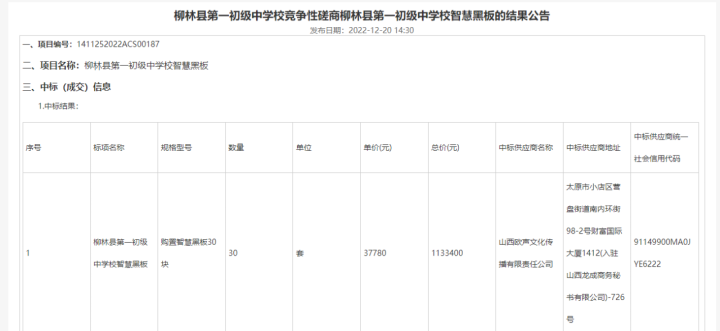 柳林县第一初级中学校竞争性磋商柳林县第一初级中学校智慧黑板的结果公告
发布日期：2022-12-20 14:30
一、项目编号：1411252022ACS00187
二、项目名称：柳林县第一初级中学校智慧黑板
三、中标（成交）信息
1.中标结果：
序号
标项名称
规格型号
数量
单位
单价(元)
总价(元)
中标供应商名称
中标供应商地址
中标供应商统一
社会信用代码
1
柳林县第一初级
中学校智慧黑板
购置智慧黑板30
块
30
套
37780
1133400
山西欧声文化传
播有限责任公司
太原市小店区营
盘街道南内环街
98-2号财富国际
大厦1412(入驻
山西龙成商务秘
书有限公司)-726
号
91149900MA0J
YE6222